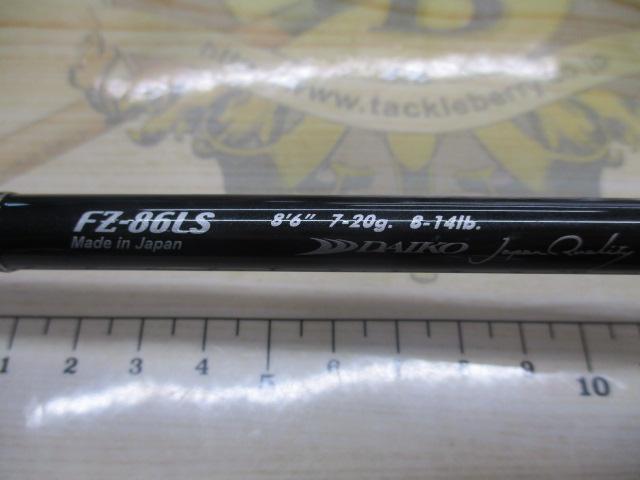 www.tackleberry.co.jp
FZ-86LS 8'6" 7-20g. 8-14lb.
Made in Japan DAIKO Japan Quality
1 2 3 4 5 6 7 8 9 10